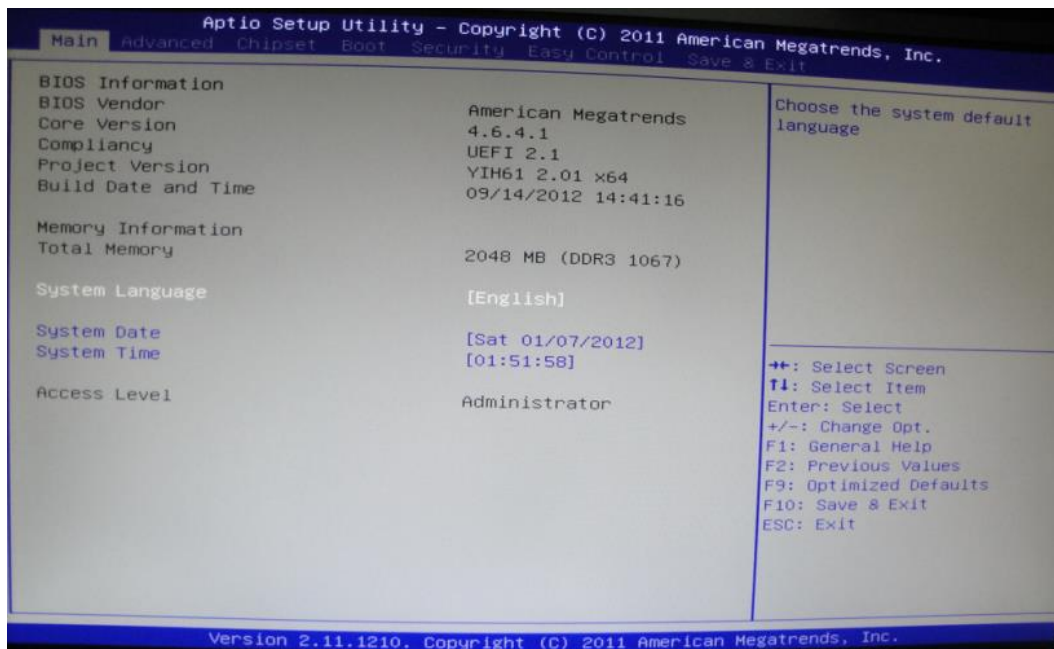 Aptio Setup Utility – Copyright (C) 2011 American Megatrends, Inc.
Main Advanced Chipset Boot Security Easy Control Save & Exit
BIOS Information
BIOS Vendor American Megatrends
Core Version 4.6.4.1
Compliancy UEFI 2.1
Project Version YIH61 2.01 x64
Build Date and Time 09/14/2012 14:41:16
Memory Information
Total Memory 2048 MB (DDR3 1067)
System Language [English]
System Date [Sat 01/07/2012]
System Time [01:51:58]
Access Level Administrator
Choose the system default
language
→←: Select Screen
↑↓: Select Item
Enter: Select
+/-: Change Opt.
F1: General Help
F2: Previous Values
F9: Optimized Defaults
F10: Save & Exit
ESC: Exit
Version 2.11.1210. Copyright (C) 2011 American Megatrends, Inc.